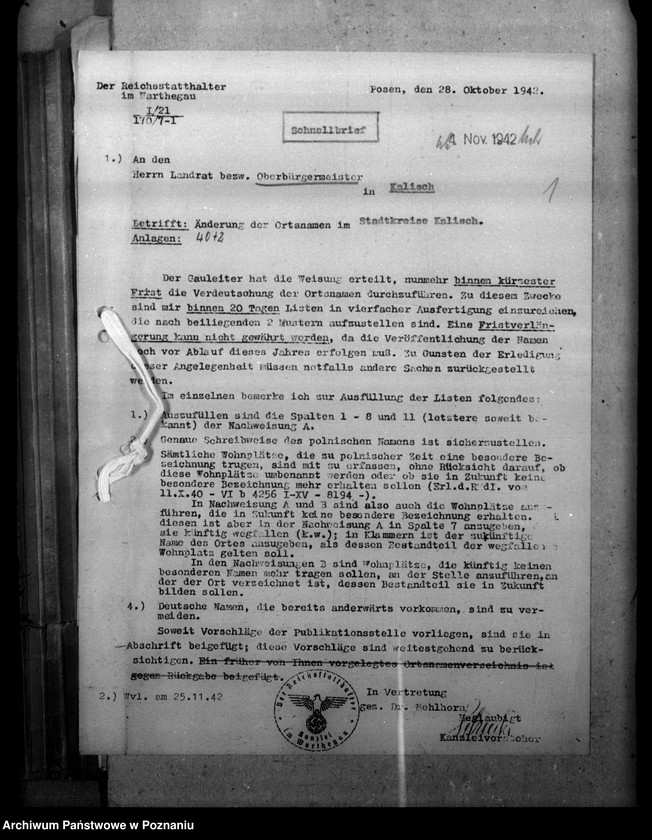 Der Reichsstatthalter
im Warthegau
I/21
170/7-1
Posen, den 28. Oktober 1942.
Schnellbrief
Nov. 1942
1
1.) An den
Herrn Landrat bezw. Oberbürgermeister
in Kalisch
Betrifft: Änderung der Ortsnamen im Stadtkreise Kalisch.
Anlagen: 40+2
Der Gauleiter hat die Weisung erteilt, nunmehr binnen kürzester
Frist die Verdeutschung der Ortsnamen durchzuführen. Zu diesem Zwecke
sind mir binnen 20 Tagen Listen in vierfacher Ausfertigung einzureichen,
die nach beiliegenden 2 Mustern aufzustellen sind. Eine Fristverlän-
gerung kann nicht gewährt werden, da die Veröffentlichung der Namen
noch vor Ablauf dieses Jahres erfolgen muß. Zu Gunsten der Erledigung
dieser Angelegenheit müssen notfalls andere Sachen zurückgestellt
werden.
Im einzelnen bemerke ich zur Ausfüllung der Listen folgendes:
1.) Auszufüllen sind die Spalten 1 - 8 und 11 (letztere soweit be-
kannt) der Nachweisung A.
Genaue Schreibweise des polnischen Namens ist sicherzustellen.
Sämtliche Wohnplätze, die zu polnischer Zeit eine besondere Be-
zeichnung trugen, sind mit zu erfassen, ohne Rücksicht darauf, ob
diese Wohnplätze umbenannt werden oder ob sie in Zukunft keine
besondere Bezeichnung mehr erhalten sollen (Erl.d.RdI. vom
11.X.40 - VI b 4256 I-XV - 8194 -).
In Nachweisung A und B sind also auch die Wohnplätze anzu-
führen, die in Zukunft keine besondere Bezeichnung erhalten.
diesen ist aber in der Nachweisung A in Spalte 7 anzugeben,
sie künftig wegfallen (k.w.); in Klammern ist der zukünftige
Name des Ortes anzugeben, als dessen Bestandteil der wegfallende
Wohnplatz gelten soll.
In den Nachweisungen B sind Wohnplätze, die künftig keinen
besonderen Namen mehr tragen sollen, an der Stelle anzuführen, an
der der Ort verzeichnet ist, dessen Bestandteil sie in Zukunft
bilden sollen.
4.) Deutsche Namen, die bereits anderwärts vorkommen, sind zu ver-
meiden.
Soweit Vorschläge der Publikationsstelle vorliegen, sind sie in
Abschrift beigefügt; diese Vorschläge sind weitestgehend zu berück-
sichtigen. Ein früher von Ihnen vorgelegtes Ortsnamenverzeichnis ist
gegen Rückgabe beigefügt.
2.) Wvl. am 25.11.42
Der Reichsstatthalter
im Warthegau
Kanzlei
In Vertretung
gez. Dr. Mehlhorn
Beglaubigt
Kanzleivorsteher
Archiwum Państwowe w Poznaniu